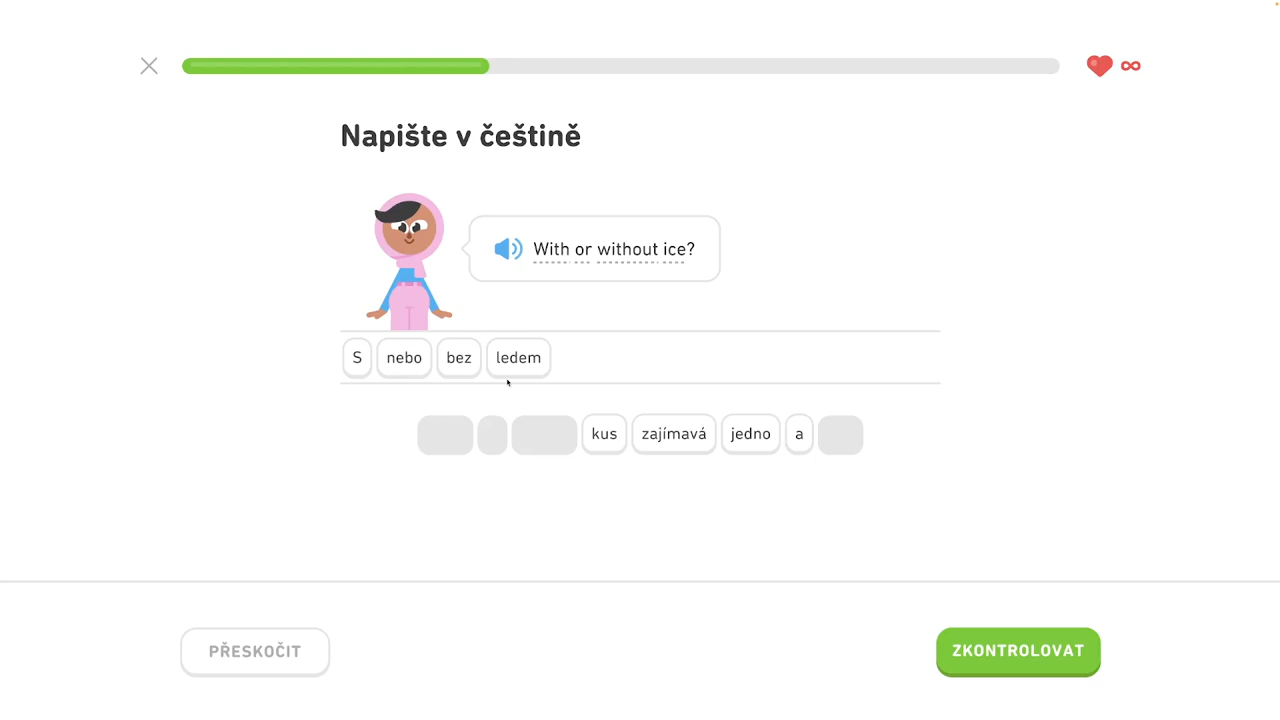 ∞
Napište v češtině
With or without ice?
S nebo bez ledem
kus zajímavá jedno a
PŘESKOČIT ZKONTROLOVAT